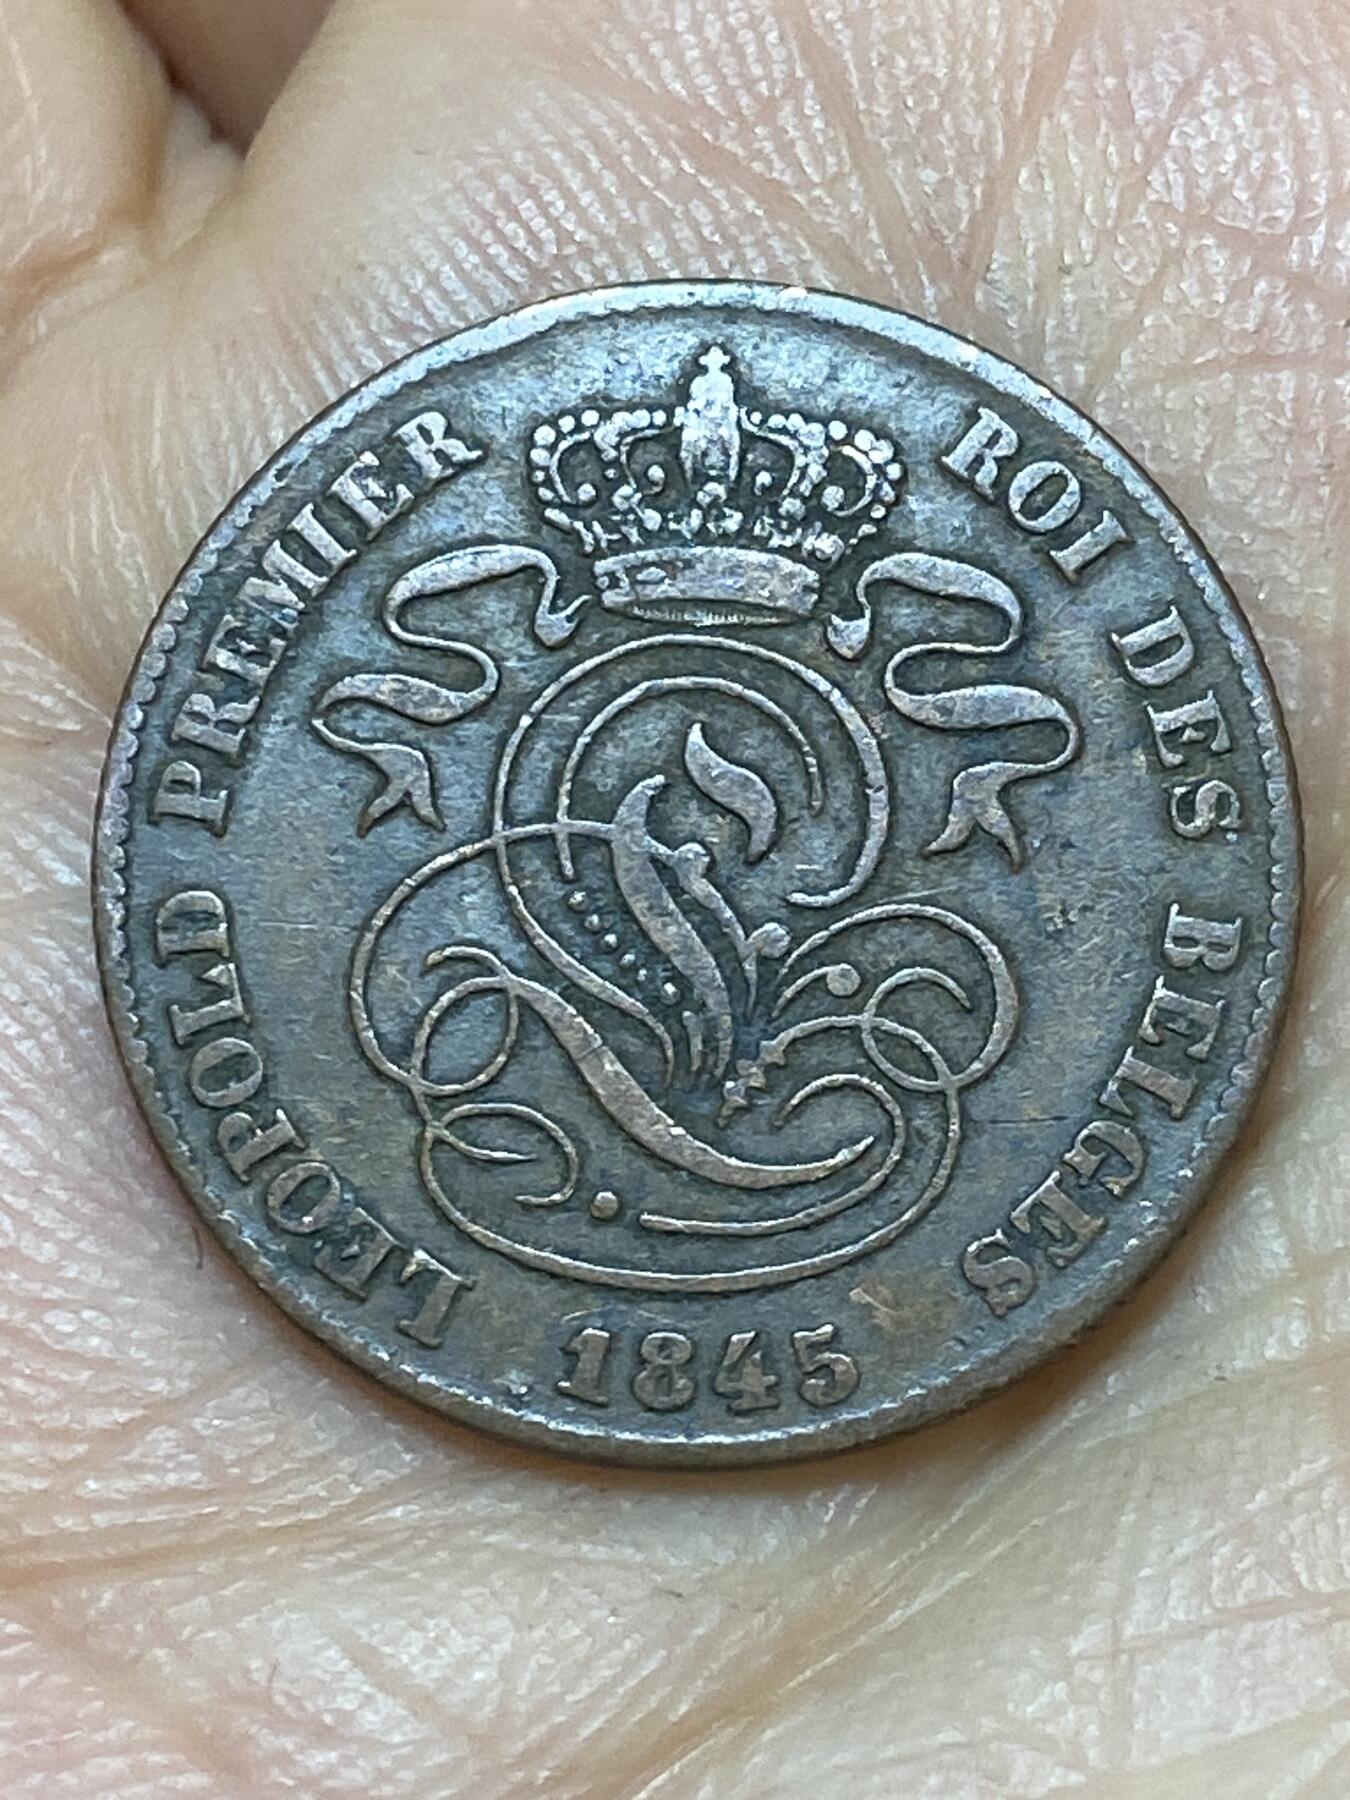 LEOPOLD PREMIER ROI DES BELGES
1845